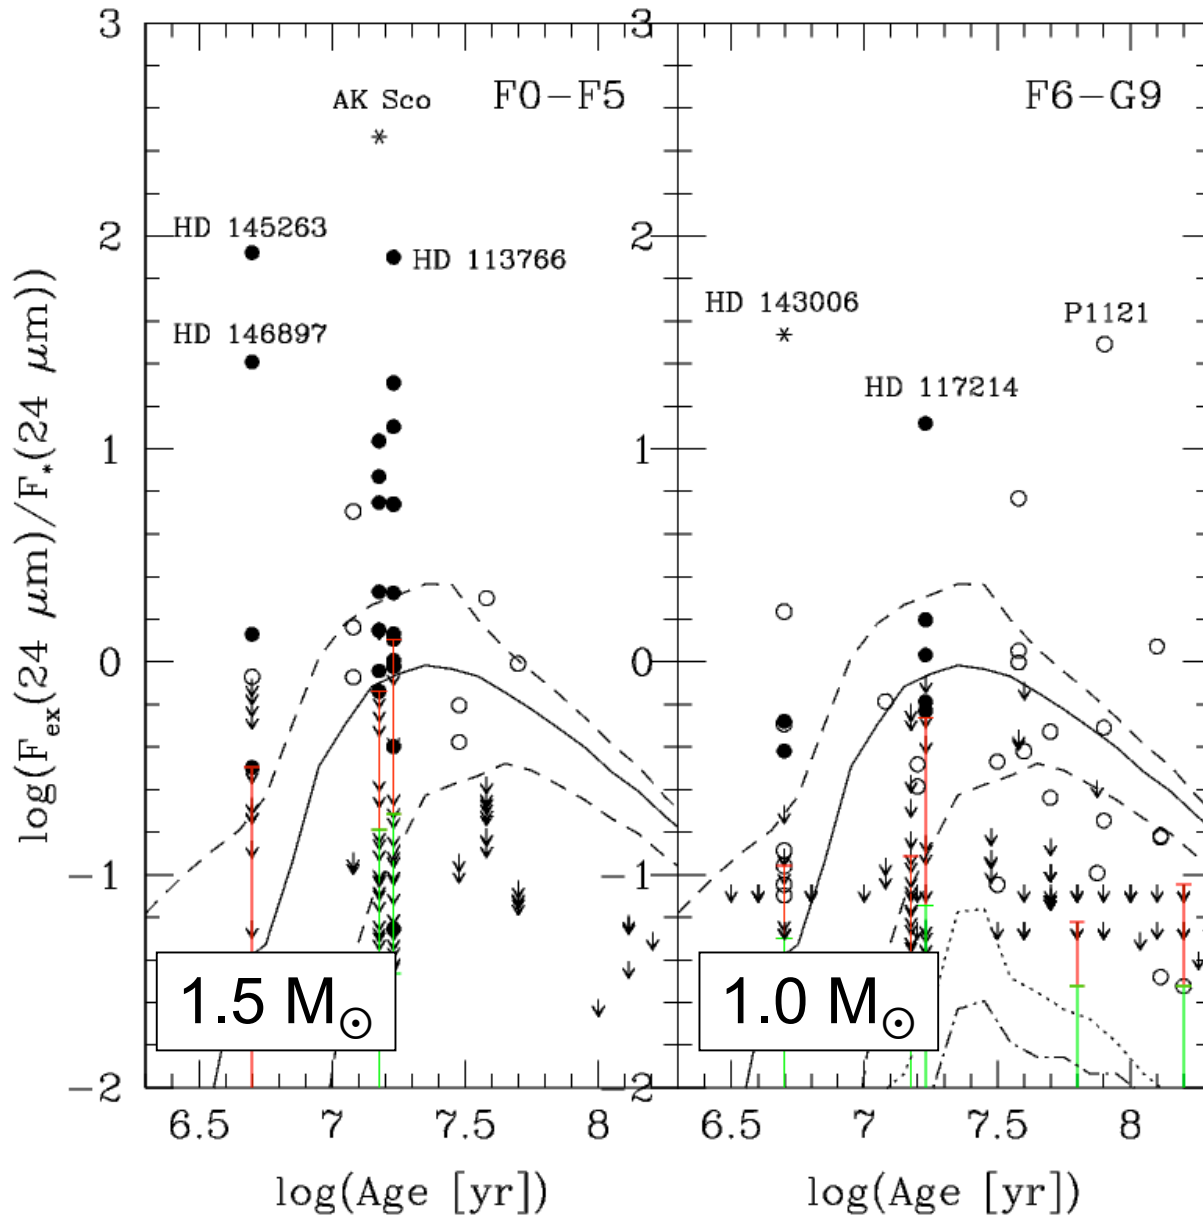 log(F_ex(24 μm)/F_*(24 μm))
3
2
1
0
−1
−2
F0−F5
AK Sco
*
HD 145263
HD 113766
HD 146897
1.5 M☉
6.5 7 7.5 8
log(Age [yr])
3
2
1
0
−1
−2
F6−G9
HD 143006
*
P1121
HD 117214
1.0 M☉
6.5 7 7.5 8
log(Age [yr])